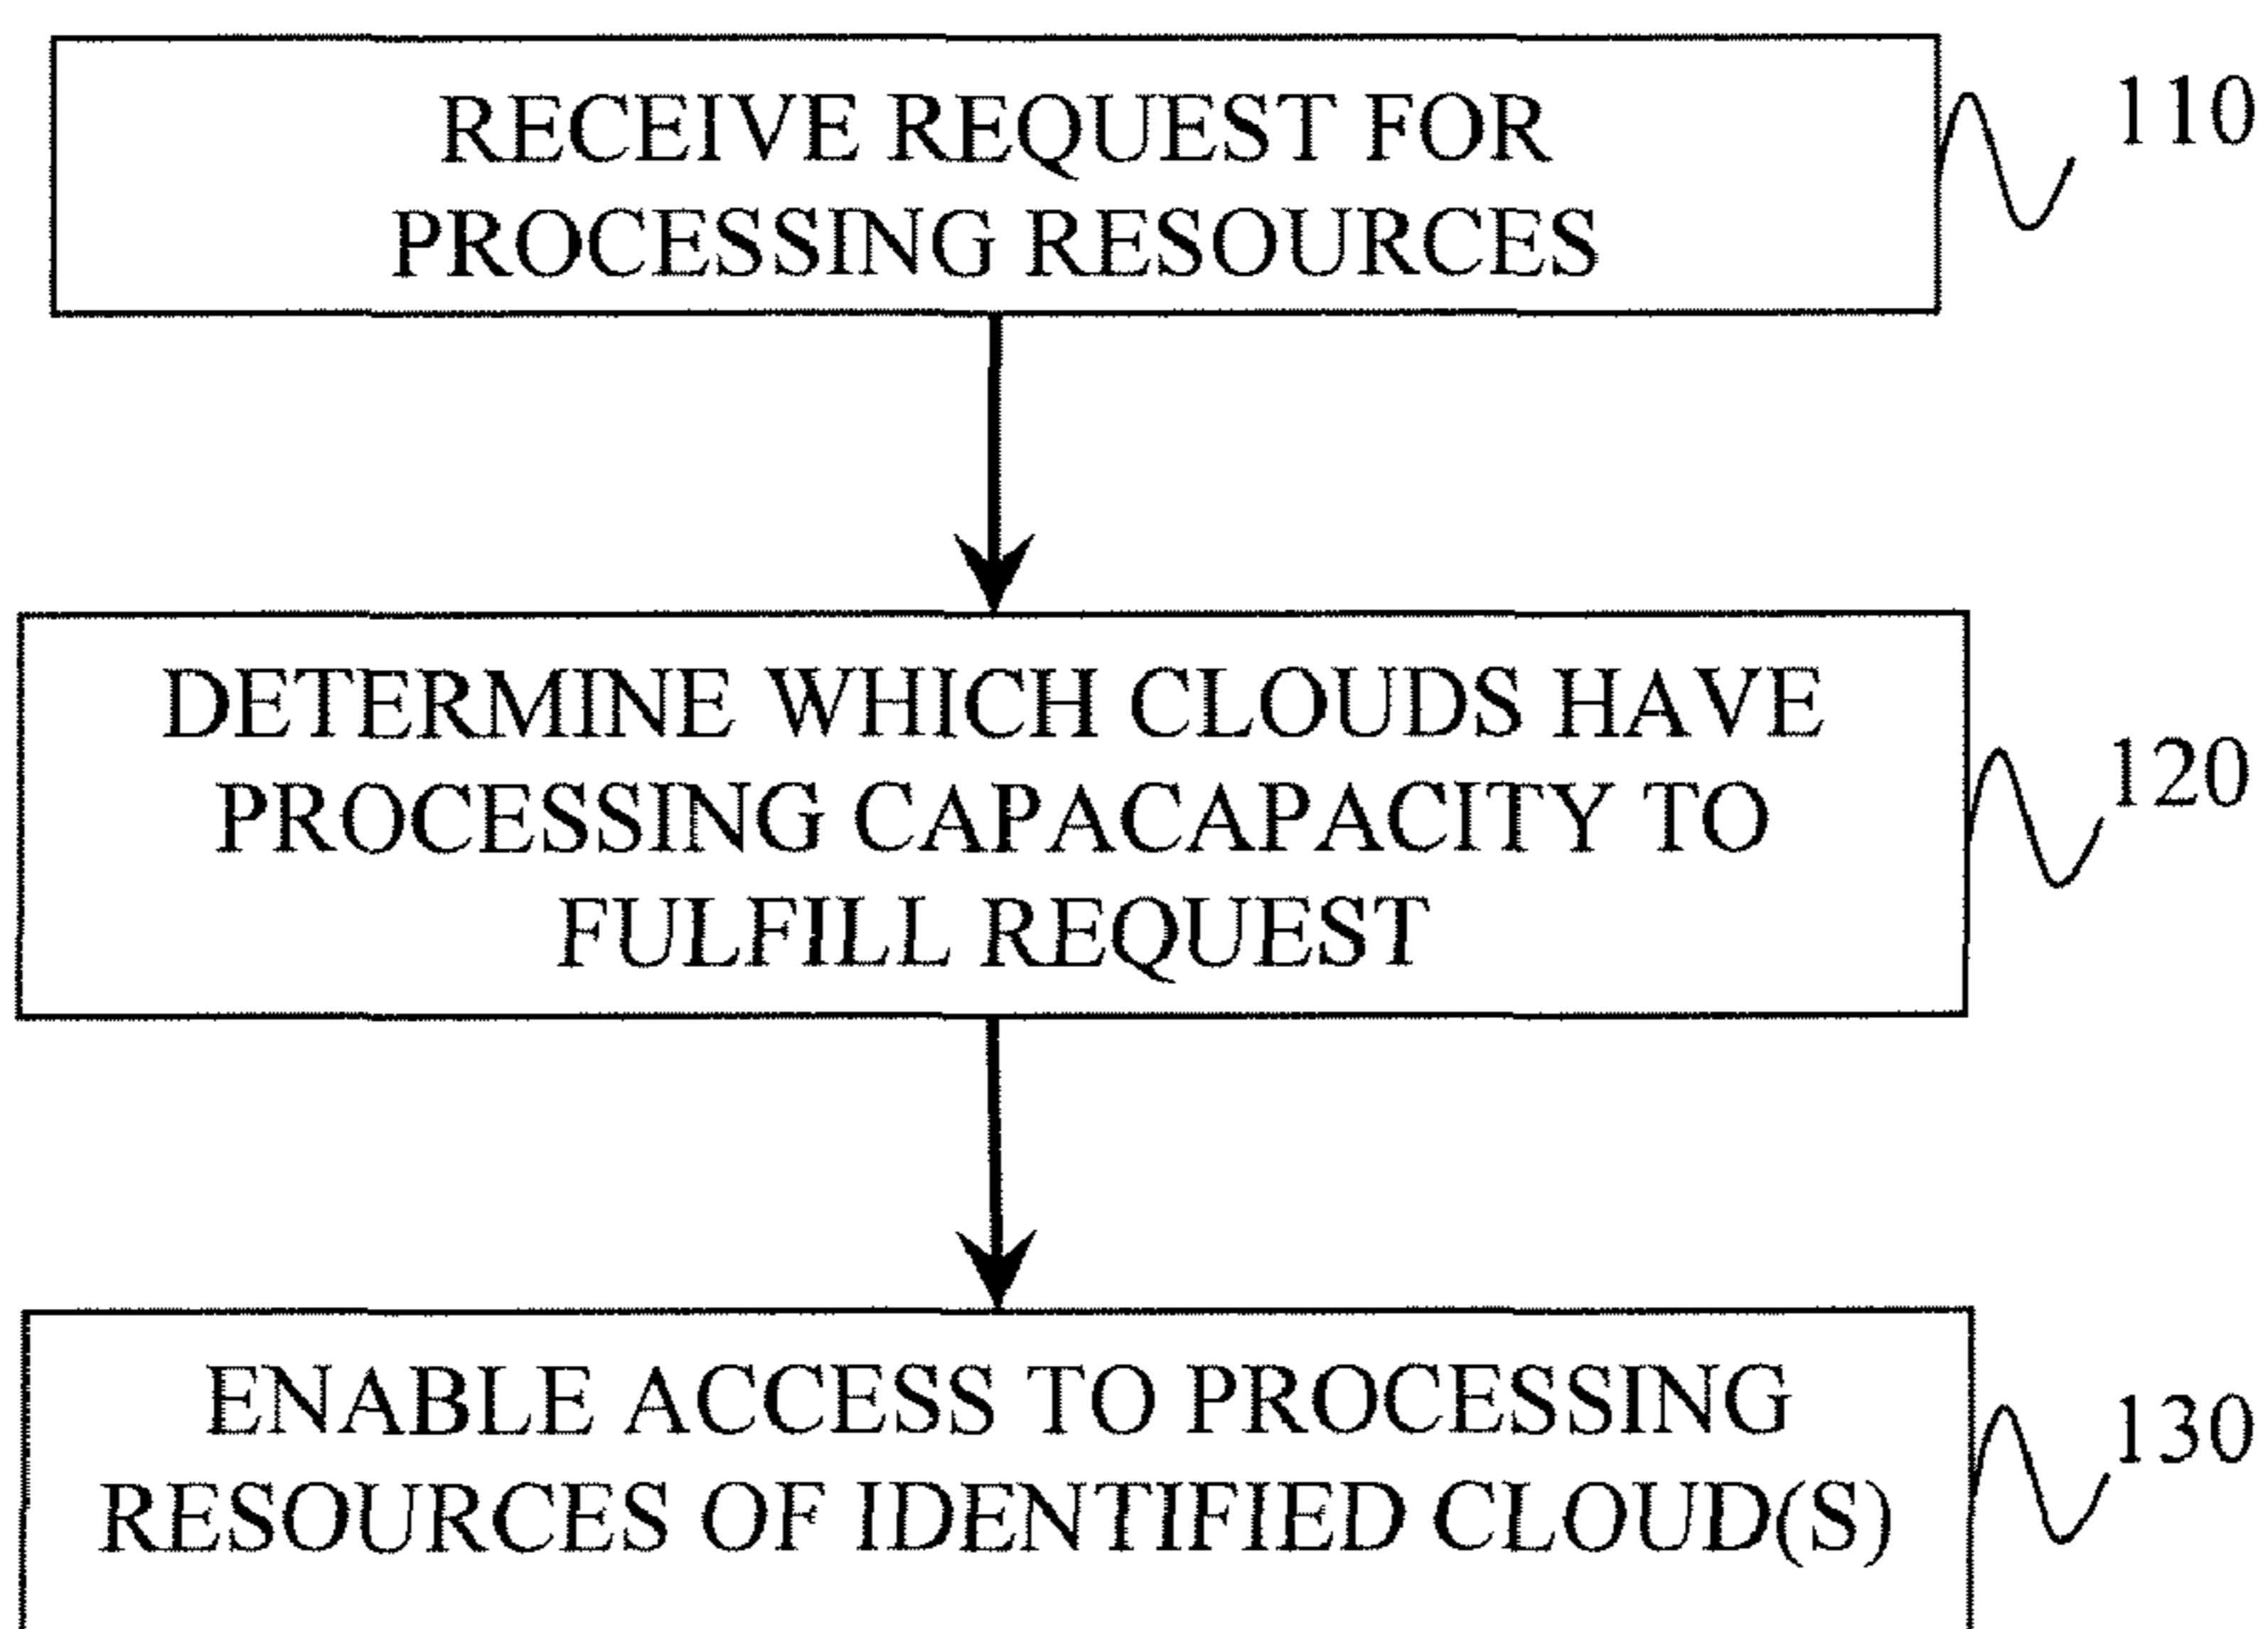 RECEIVE REQUEST FOR
PROCESSING RESOURCES
110
DETERMINE WHICH CLOUDS HAVE
PROCESSING CAPACAPACITY TO
FULFILL REQUEST
120
ENABLE ACCESS TO PROCESSING
RESOURCES OF IDENTIFIED CLOUD(S)
130